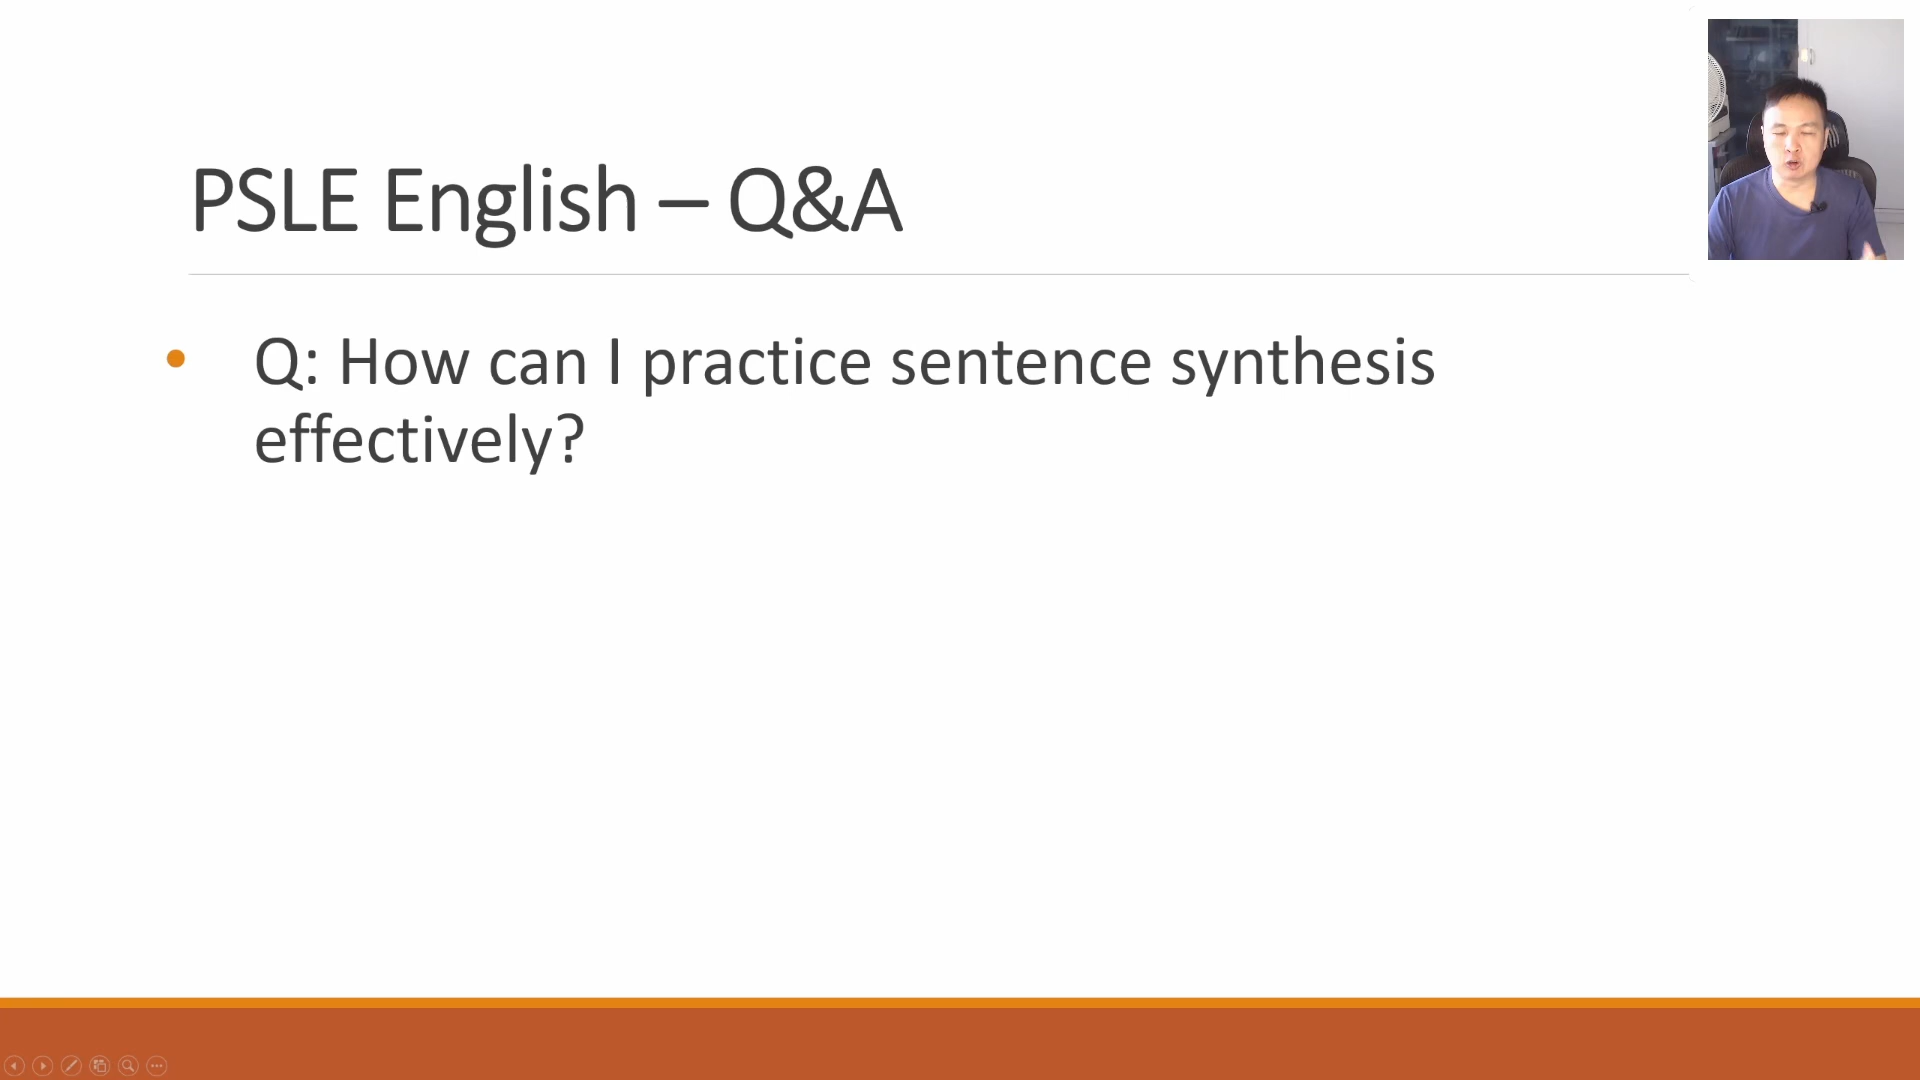 PSLE English – Q&A
Q: How can I practice sentence synthesis
effectively?